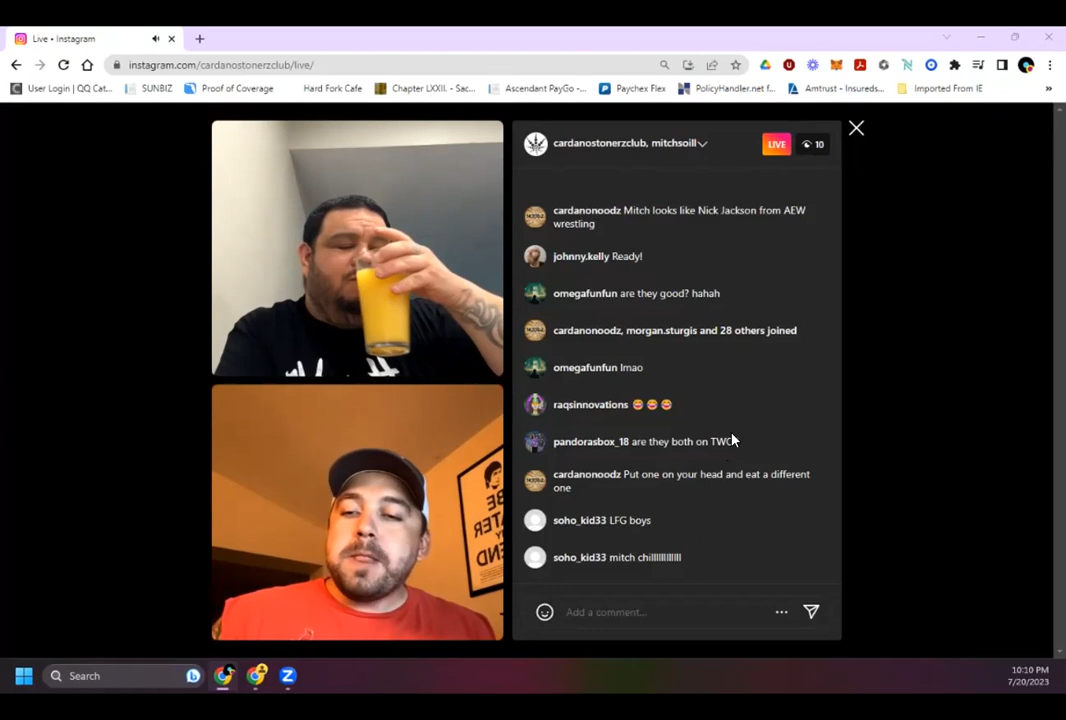 Live • Instagram
instagram.com/cardanostonerzclub/live/
User Login | QQ Cat...
SUNBIZ
Proof of Coverage
Hard Fork Cafe
Chapter LXXII. - Sac...
Ascendant PayGo -...
Paychex Flex
PolicyHandler.net f...
Amtrust - Insureds...
Imported From IE
»
cardanostonerzclub, mitchsoill
LIVE
10
cardanonoodz Mitch looks like Nick Jackson from AEW
wrestling
johnny.kelly Ready!
omegafunfun are they good? hahah
cardanonoodz, morgan.sturgis and 28 others joined
omegafunfun lmao
raqsinnovations 😂 😂 😂
pandorasbox_18 are they both on
cardanonoodz Put one on your head and eat a different
one
soho_kid33 LFG boys
soho_kid33 mitch chillllllllllll
Add a comment...
BE
Search
10:10 PM
7/20/2023